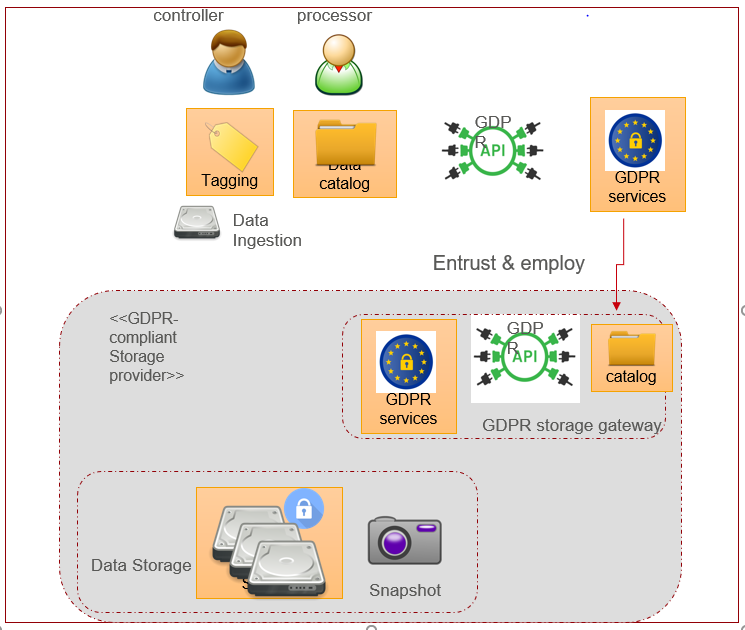 controller
processor
GDP
R
API
Tagging
Data
catalog
GDPR
services
Data
Ingestion
Entrust & employ
<<GDPR-
compliant
Storage
provider>>
GDP
R
API
catalog
GDPR
services
GDPR storage gateway
Data Storage
Snapshot